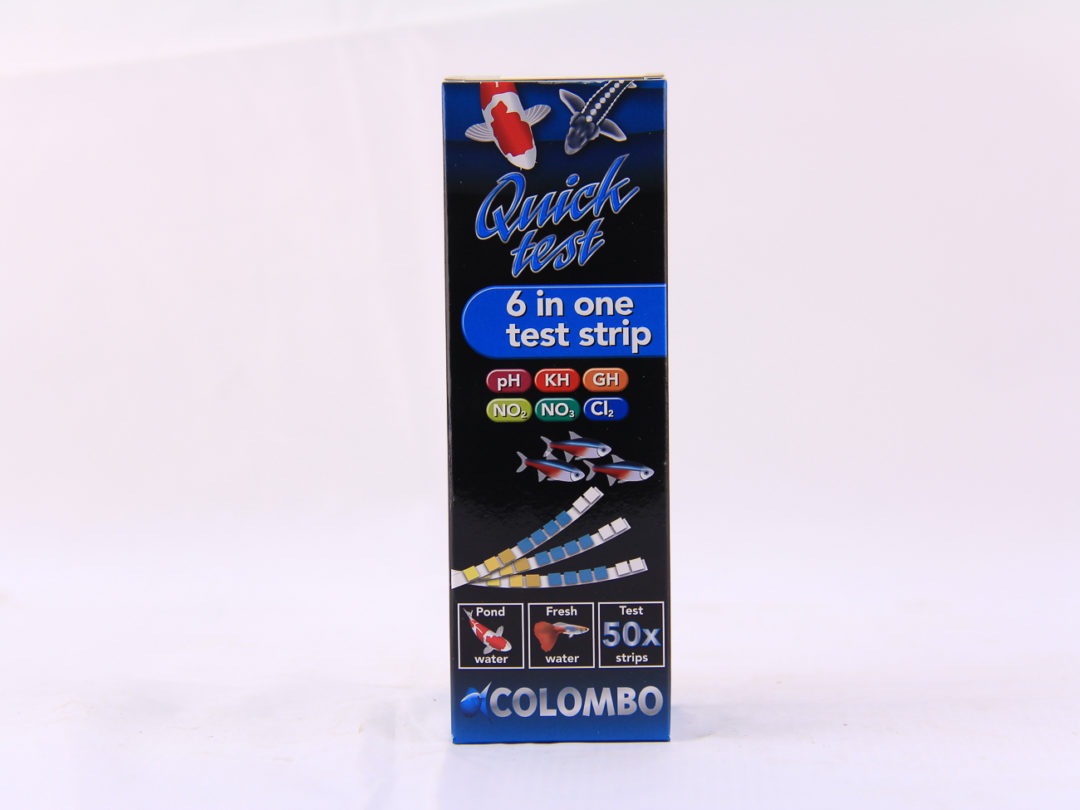 Quick
test
6 in one
test strip
pH KH GH
NO₂ NO₃ Cl₂
Pond
water
Fresh
water
Test
50x
strips
COLOMBO